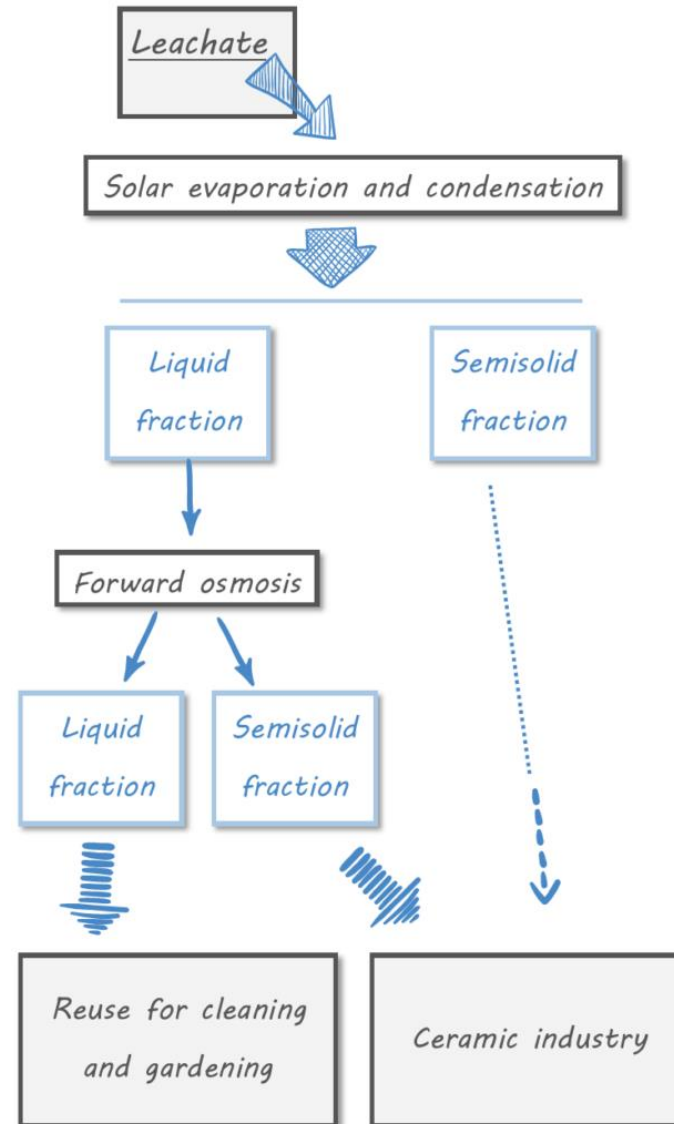 Leachate
Solar evaporation and condensation
Liquid
fraction
Semisolid
fraction
Forward osmosis
Liquid
fraction
Semisolid
fraction
Reuse for cleaning
and gardening
Ceramic industry